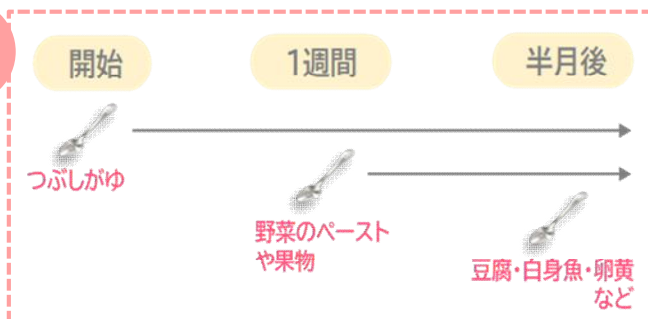 開始
1週間
半月後
つぶしがゆ
野菜のペースト
や果物
豆腐・白身魚・卵黄
など